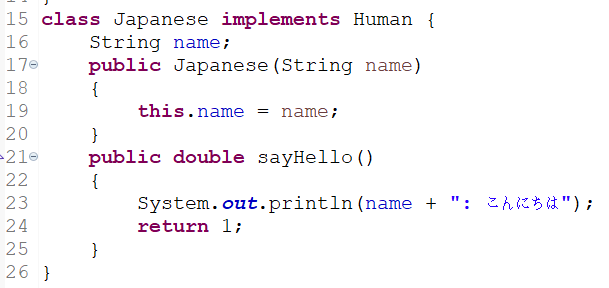 15 class Japanese implements Human {
16     String name;
17     public Japanese(String name)
18     {
19         this.name = name;
20     }
21     public double sayHello()
22     {
23         System.out.println(name + ": こんにちは");
24         return 1;
25     }
26 }